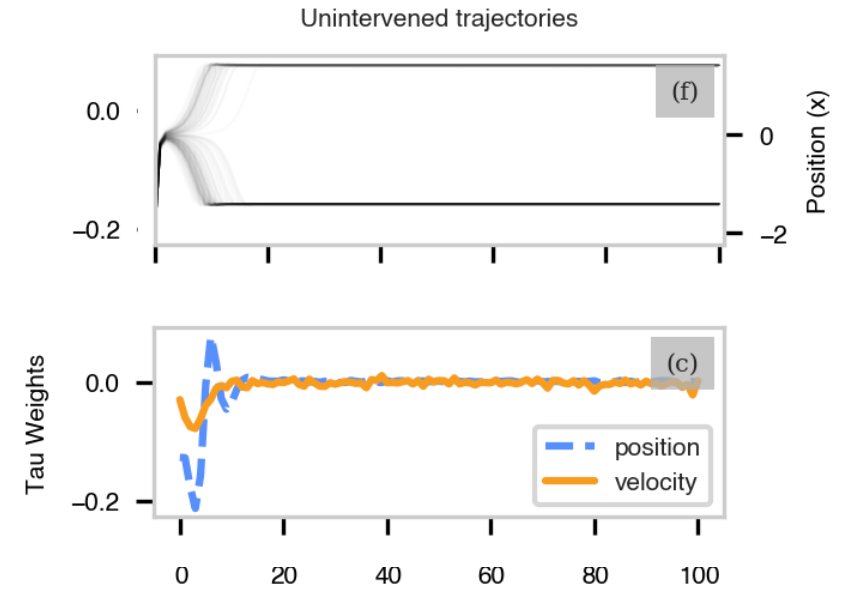 Unintervened trajectories
(f)
0.0
−0.2
0
−2
Position (x)
(c)
0.0
−0.2
Tau Weights
position
velocity
0 20 40 60 80 100